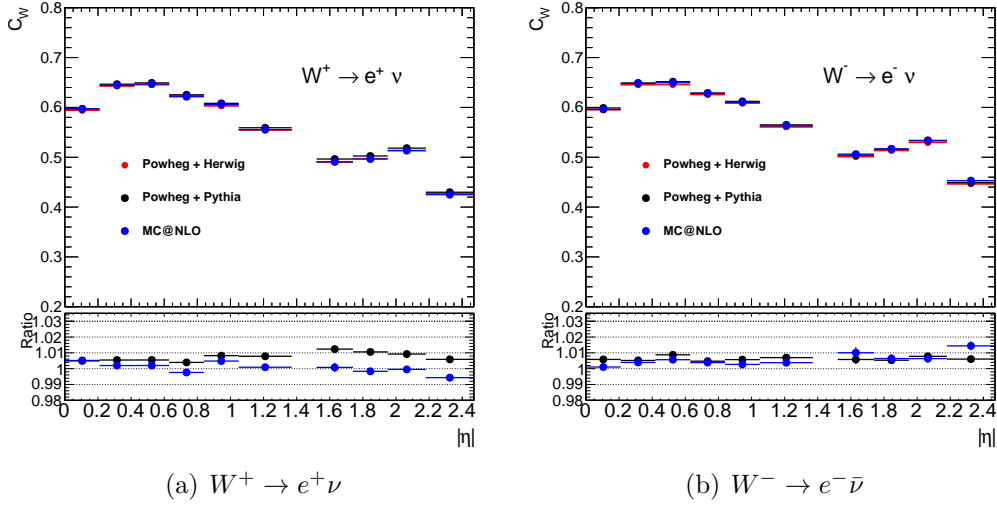 C_W
0.8
0.7
0.6
0.5
0.4
0.3
0.2
W⁺ → e⁺ ν
Powheg + Herwig
Powheg + Pythia
MC@NLO
Ratio
1.03
1.02
1.01
1
0.99
0.98
0 0.2 0.4 0.6 0.8 1 1.2 1.4 1.6 1.8 2 2.2 2.4
|η|
(a) W⁺ → e⁺ν
C_W
0.8
0.7
0.6
0.5
0.4
0.3
0.2
W⁻ → e⁻ ν
Powheg + Herwig
Powheg + Pythia
MC@NLO
Ratio
1.03
1.02
1.01
1
0.99
0.98
0 0.2 0.4 0.6 0.8 1 1.2 1.4 1.6 1.8 2 2.2 2.4
|η|
(b) W⁻ → e⁻ν̄